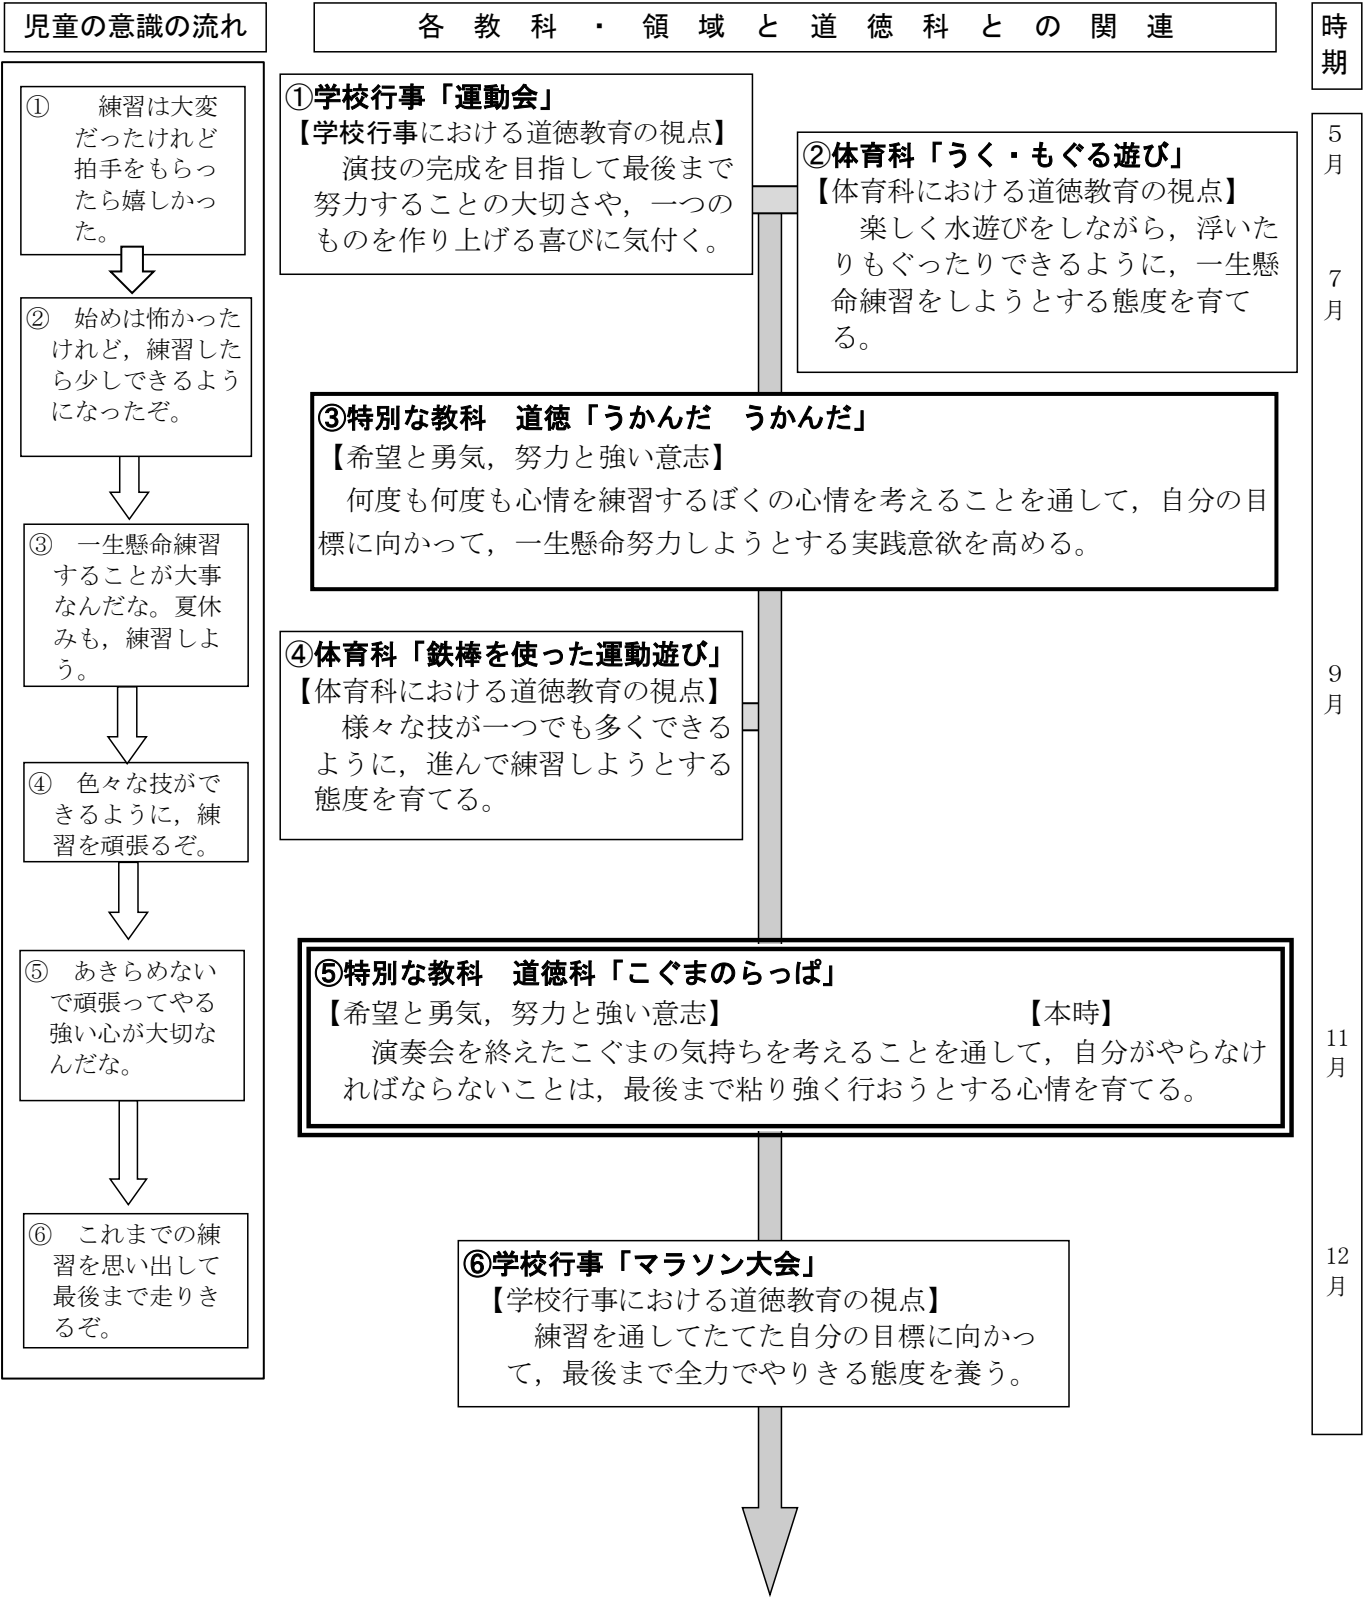 児童の意識の流れ
各教科・領域と道徳科との関連
時
期
① 練習は大変
だったけれど
拍手をもらっ
たら嬉しかっ
た。
② 始めは怖かった
けれど，練習した
ら少しできるよう
になったぞ。
③ 一生懸命練習
することが大事
なんだな。夏休
みも，練習しよ
う。
④ 色々な技がで
きるように，練
習を頑張るぞ。
⑤ あきらめない
で頑張ってやる
強い心が大切な
んだな。
⑥ これまでの練
習を思い出して
最後まで走りき
るぞ。
①学校行事「運動会」
【学校行事における道徳教育の視点】
演技の完成を目指して最後まで
努力することの大切さや，一つの
ものを作り上げる喜びに気付く。
②体育科「うく・もぐる遊び」
【体育科における道徳教育の視点】
楽しく水遊びをしながら，浮いた
りもぐったりできるように，一生懸
命練習をしようとする態度を育て
る。
③特別な教科　道徳「うかんだ　うかんだ」
【希望と勇気，努力と強い意志】
何度も何度も心情を練習するぼくの心情を考えることを通して，自分の目
標に向かって，一生懸命努力しようとする実践意欲を高める。
④体育科「鉄棒を使った運動遊び」
【体育科における道徳教育の視点】
様々な技が一つでも多くできる
ように，進んで練習しようとする
態度を育てる。
⑤特別な教科　道徳科「こぐまのらっぱ」
【希望と勇気，努力と強い意志】　【本時】
演奏会を終えたこぐまの気持ちを考えることを通して，自分がやらなけ
ればならないことは，最後まで粘り強く行おうとする心情を育てる。
⑥学校行事「マラソン大会」
【学校行事における道徳教育の視点】
練習を通してたてた自分の目標に向かっ
て，最後まで全力でやりきる態度を養う。
5
月
7
月
9
月
11
月
12
月